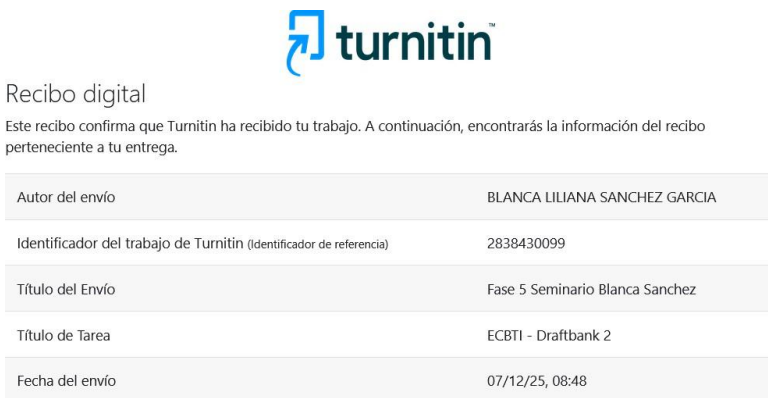 turnitin™
Recibo digital
Este recibo confirma que Turnitin ha recibido tu trabajo. A continuación, encontrarás la información del recibo
perteneciente a tu entrega.
Autor del envío BLANCA LILIANA SANCHEZ GARCIA
Identificador del trabajo de Turnitin (Identificador de referencia) 2838430099
Título del Envío Fase 5 Seminario Blanca Sanchez
Título de Tarea ECBTI - Draftbank 2
Fecha del envío 07/12/25, 08:48